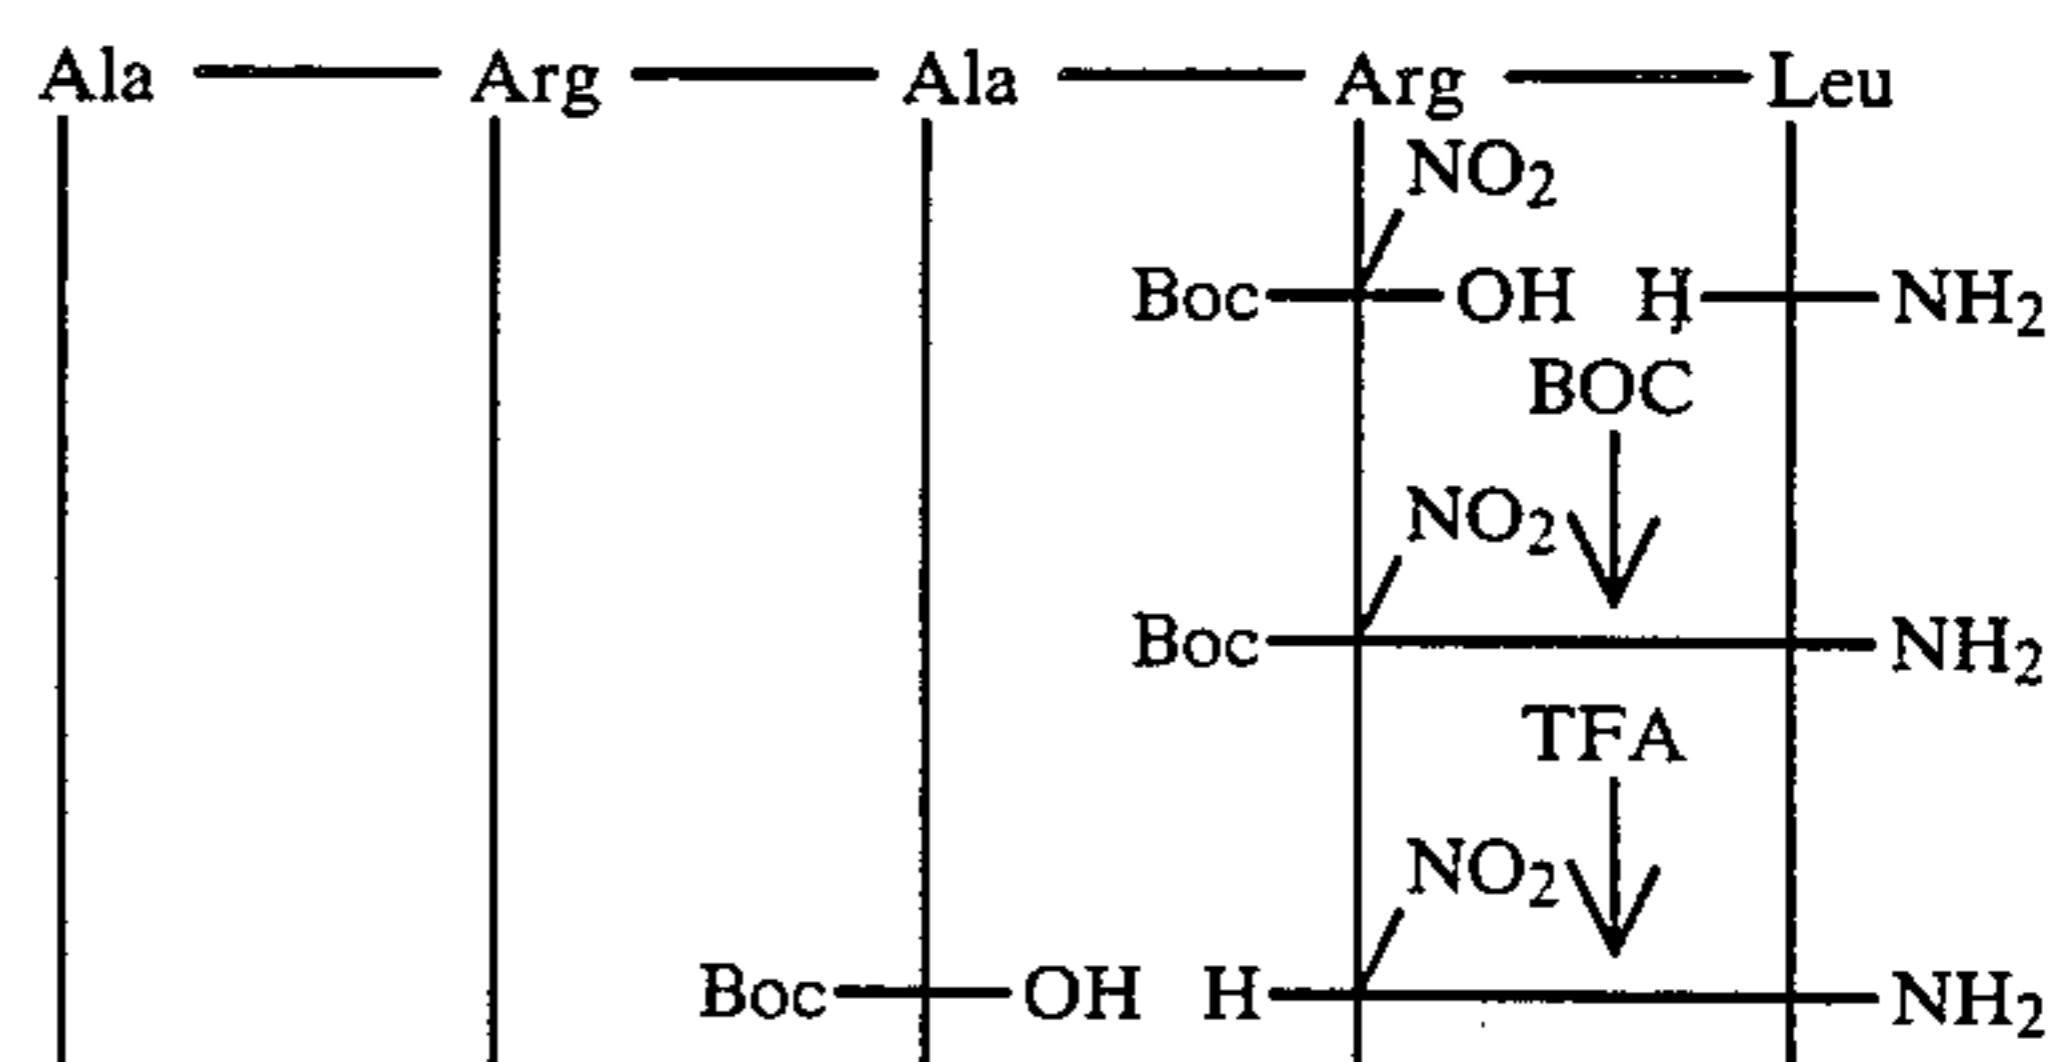 Ala Arg Ala Arg Leu
NO2
Boc OH H NH2
BOC
NO2
Boc NH2
TFA
NO2
Boc OH H NH2